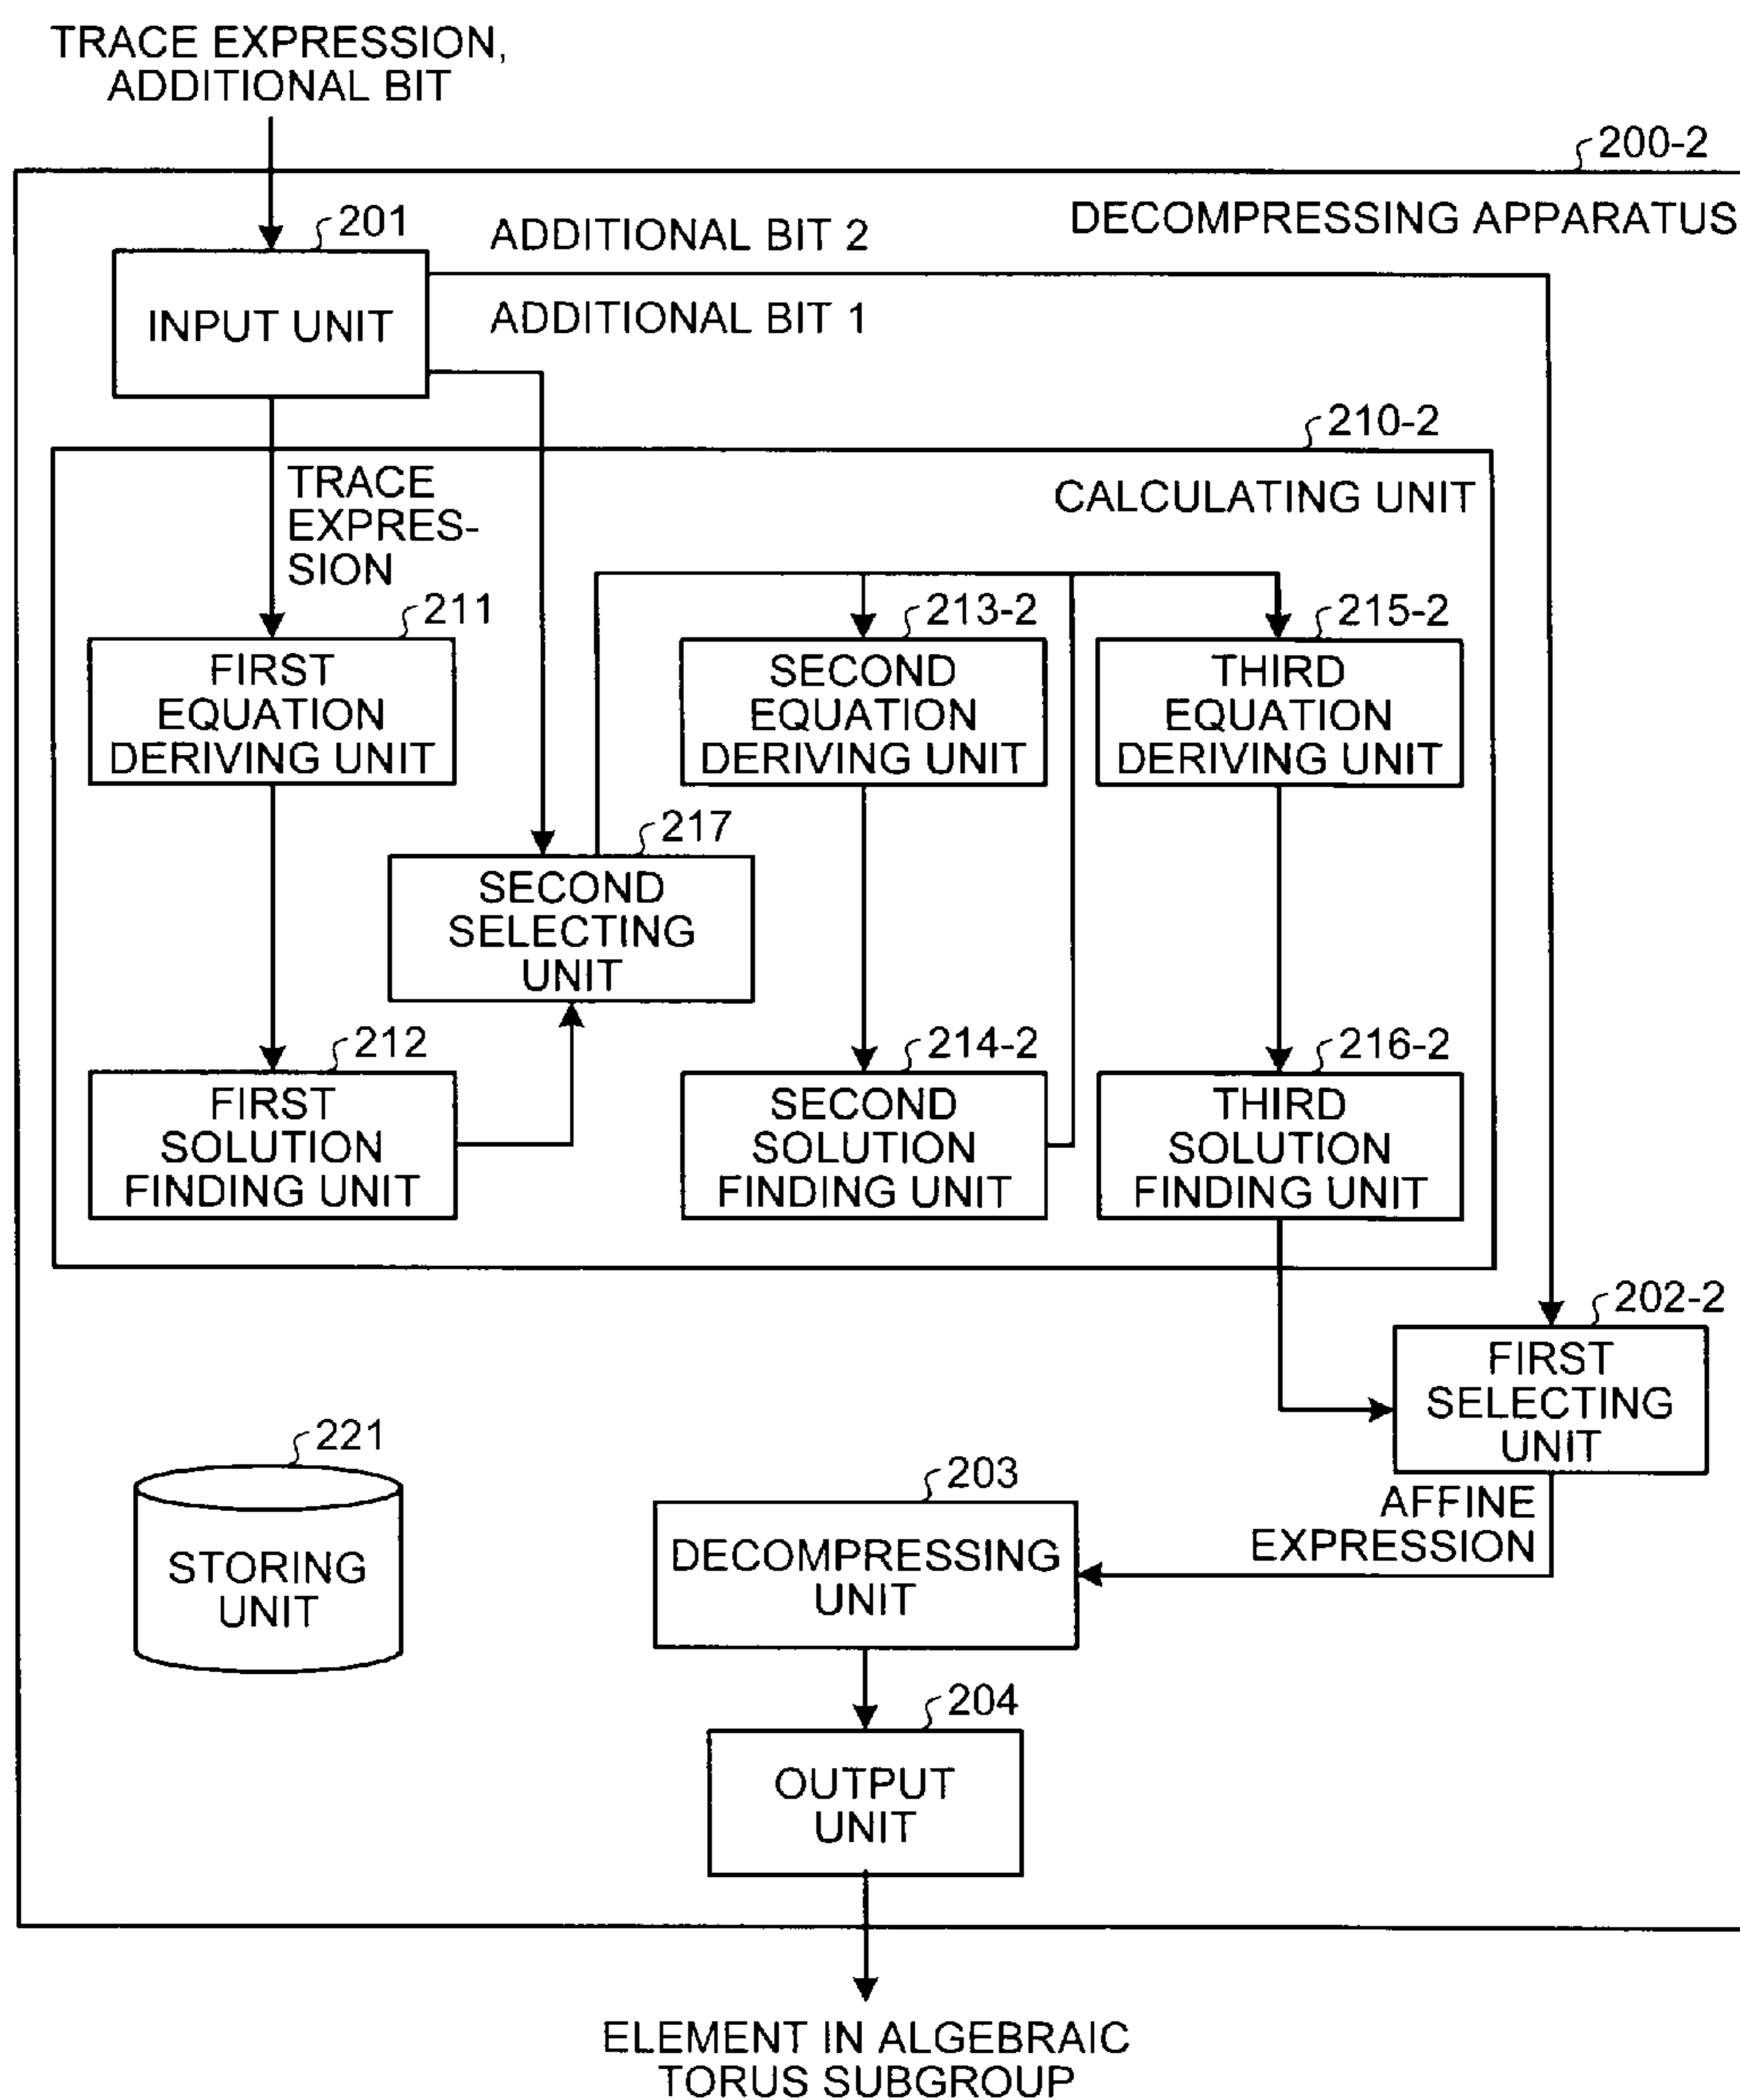 TRACE EXPRESSION,
ADDITIONAL BIT
200-2
DECOMPRESSING APPARATUS
201
INPUT UNIT
ADDITIONAL BIT 2
ADDITIONAL BIT 1
210-2
CALCULATING UNIT
TRACE
EXPRES-
SION
211
FIRST
EQUATION
DERIVING UNIT
213-2
SECOND
EQUATION
DERIVING UNIT
215-2
THIRD
EQUATION
DERIVING UNIT
217
SECOND
SELECTING
UNIT
212
FIRST
SOLUTION
FINDING UNIT
214-2
SECOND
SOLUTION
FINDING UNIT
216-2
THIRD
SOLUTION
FINDING UNIT
202-2
FIRST
SELECTING
UNIT
221
STORING
UNIT
AFFINE
EXPRESSION
203
DECOMPRESSING
UNIT
204
OUTPUT
UNIT
ELEMENT IN ALGEBRAIC
TORUS SUBGROUP